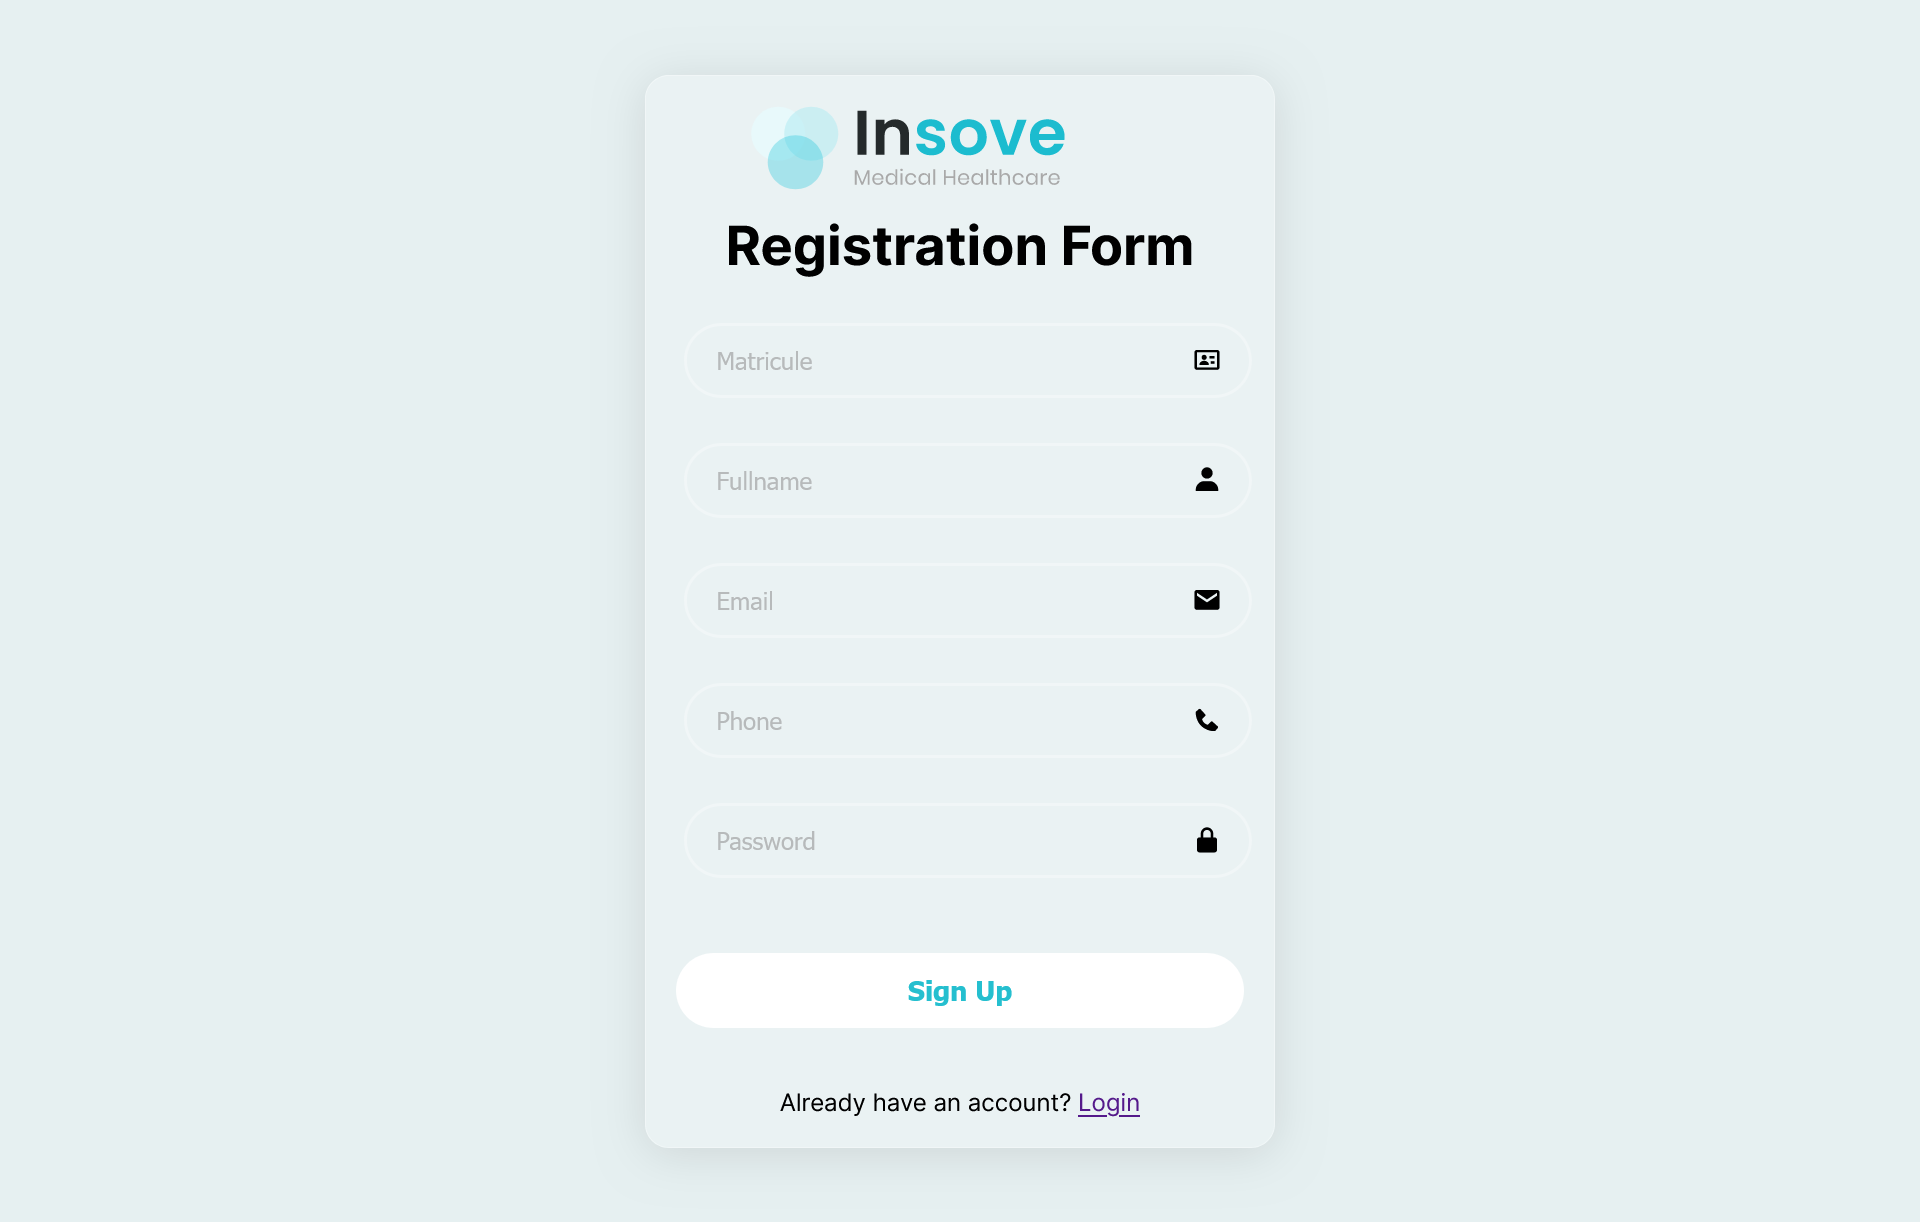 Insove
Medical Healthcare
Registration Form
Matricule
Fullname
Email
Phone
Password
Sign Up
Already have an account? Login